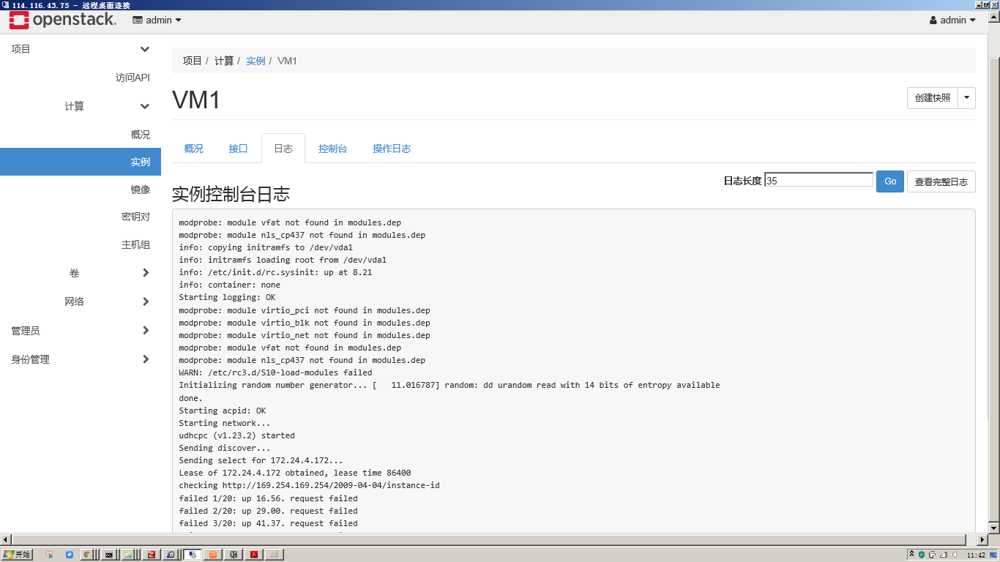 114.116.43.75 - 远程桌面连接
openstack.
admin
admin
项目
访问API
计算
概况
实例
镜像
密钥对
主机组
卷
网络
管理员
身份管理
项目 / 计算 / 实例 / VM1
VM1
创建快照
概况 接口 日志 控制台 操作日志
日志长度 35 Go 查看完整日志
实例控制台日志
modprobe: module vfat not found in modules.dep
modprobe: module nls_cp437 not found in modules.dep
info: copying initramfs to /dev/vda1
info: initramfs loading root from /dev/vda1
info: /etc/init.d/rc.sysinit: up at 8.21
info: container: none
Starting logging: OK
modprobe: module virtio_pci not found in modules.dep
modprobe: module virtio_blk not found in modules.dep
modprobe: module virtio_net not found in modules.dep
modprobe: module vfat not found in modules.dep
modprobe: module nls_cp437 not found in modules.dep
WARN: /etc/rc3.d/S10-load-modules failed
Initializing random number generator... [   11.016787] random: dd urandom read with 14 bits of entropy available
done.
Starting acpid: OK
Starting network...
udhcpc (v1.23.2) started
Sending discover...
Sending select for 172.24.4.172...
Lease of 172.24.4.172 obtained, lease time 86400
checking http://169.254.169.254/2009-04-04/instance-id
failed 1/20: up 16.56. request failed
failed 2/20: up 29.00. request failed
failed 3/20: up 41.37. request failed
开始
11:42